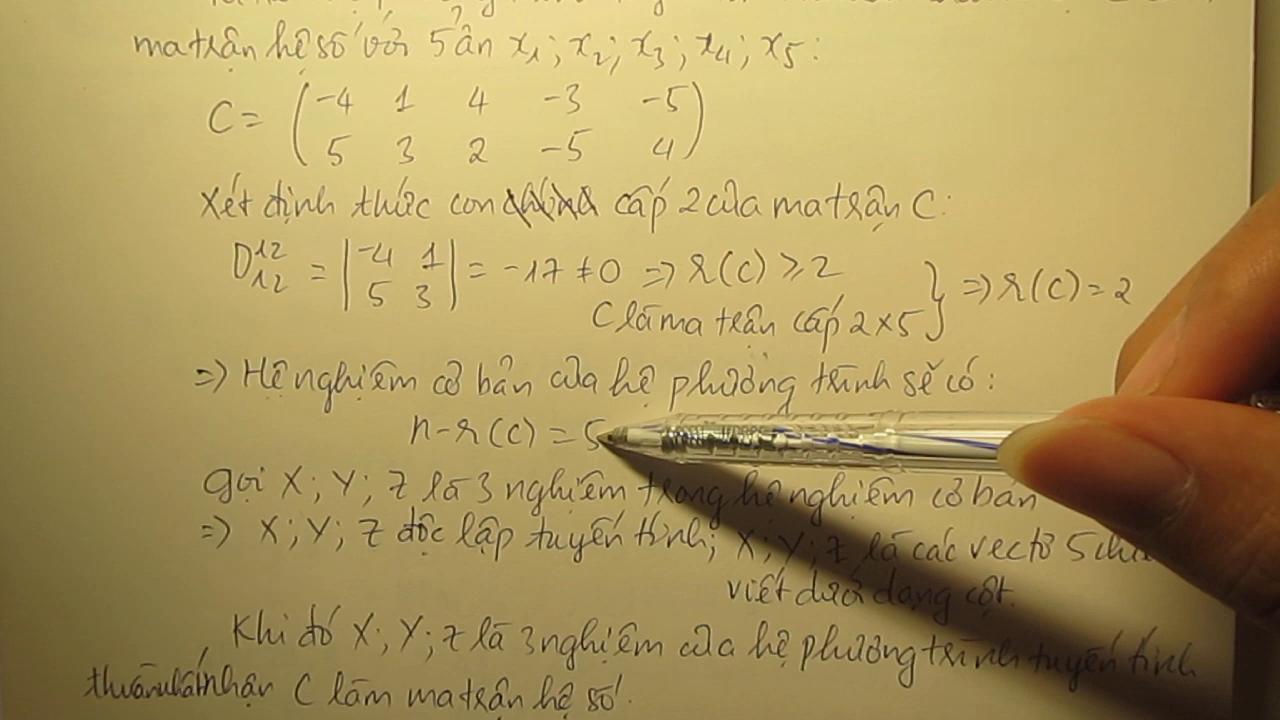 ma trận hệ số với 5 ẩn x₁; x₂; x₃; x₄; x₅:
C = ( -4 1 4 -3 -5 )
5 3 2 -5 4
Xét định thức con cấp 2 của ma trận C:
D¹²₁₂ = | -4 1 | = -17 ≠ 0 => r(C) ≥ 2
5 3
C là ma trận cấp 2×5 } => r(C) = 2
=> Hệ nghiệm cơ bản của hệ phương trình sẽ có:
n - r(C) = 5
gọi X; Y; Z là 3 nghiệm trong hệ nghiệm cơ bản
=> X; Y; Z độc lập tuyến tính; X; Y; Z là các vectơ 5
viết dưới dạng cột.
Khi đó X; Y; Z là 3 nghiệm của hệ phương trình tuyến tính
thuần nhất nhận C làm ma trận hệ số.